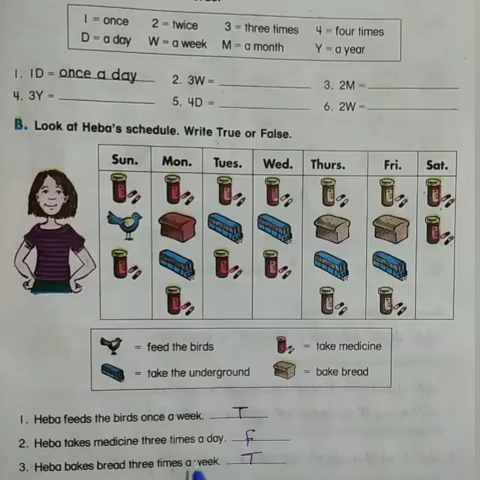 1 = once 2 = twice 3 = three times 4 = four times
D = a day W = a week M = a month Y = a year
1. 1D = once a day 2. 3W = 3. 2M =
4. 3Y = 5. 4D = 6. 2W =
B. Look at Heba's schedule. Write True or False.
Sun. Mon. Tues. Wed. Thurs. Fri. Sat.
= feed the birds = take medicine
= take the underground = bake bread
1. Heba feeds the birds once a week. T
2. Heba takes medicine three times a day. F
3. Heba bakes bread three times a week. T